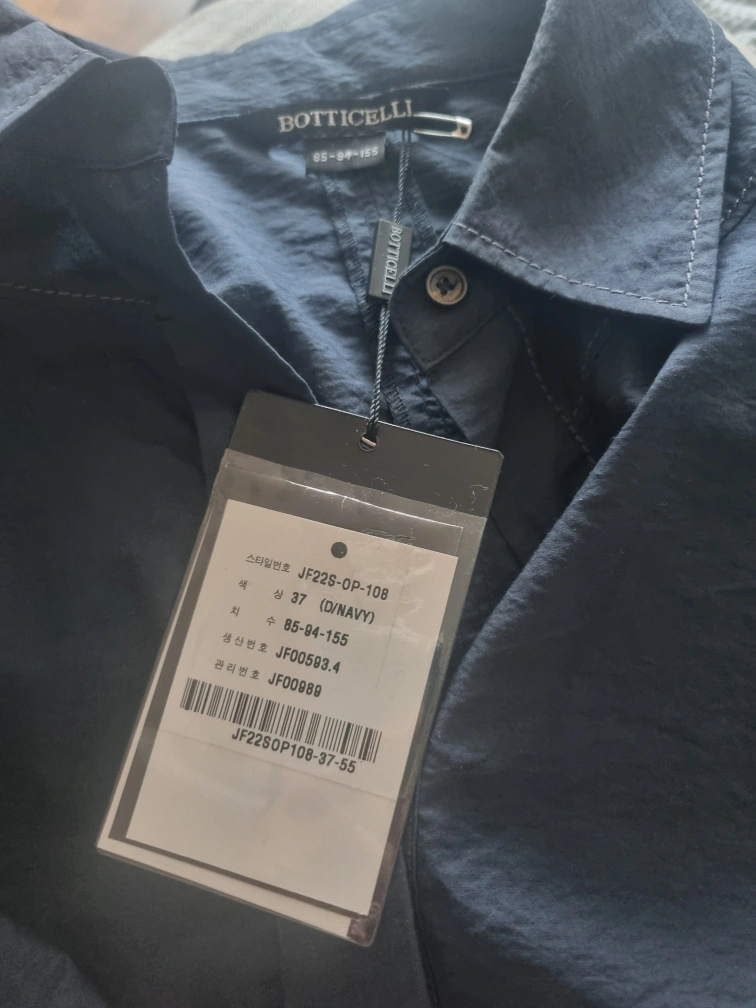 BOTTICELLI
85-94-155
BOTTICELLI
스타일번호 JF22S-OP-108
색 상 37 (D/NAVY)
치 수 85-94-155
생산번호 JF00593.4
관리번호 JF00989
JF22SOP108-37-55